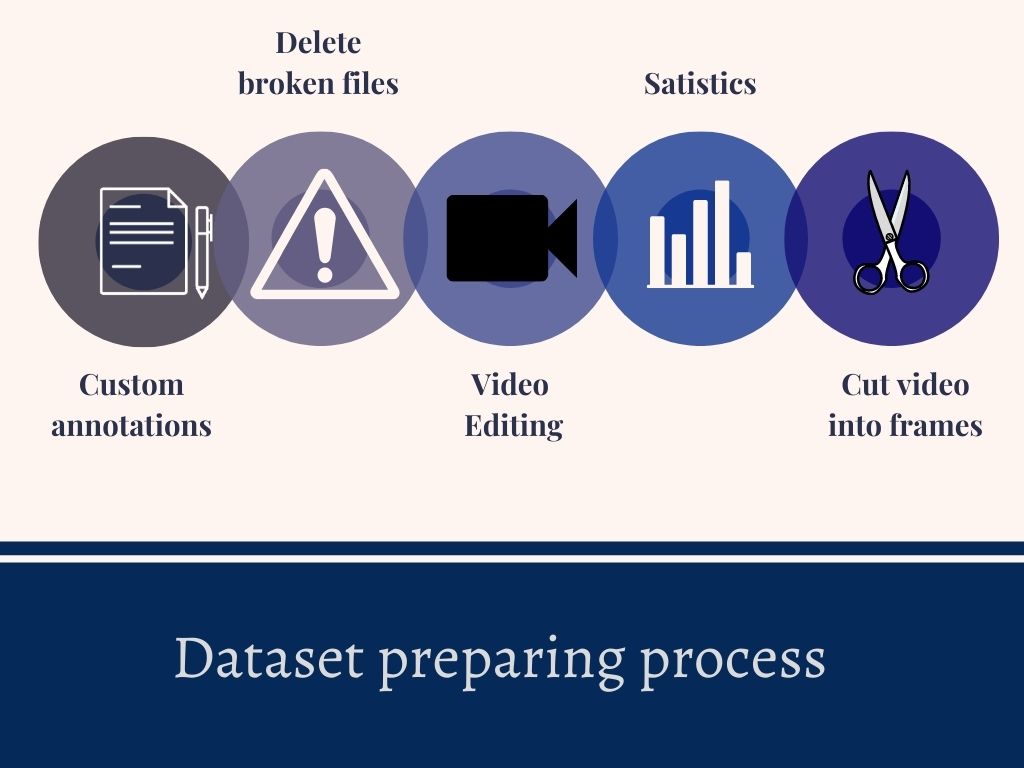 Delete
broken files
Satistics
Custom
annotations
Video
Editing
Cut video
into frames
Dataset preparing process